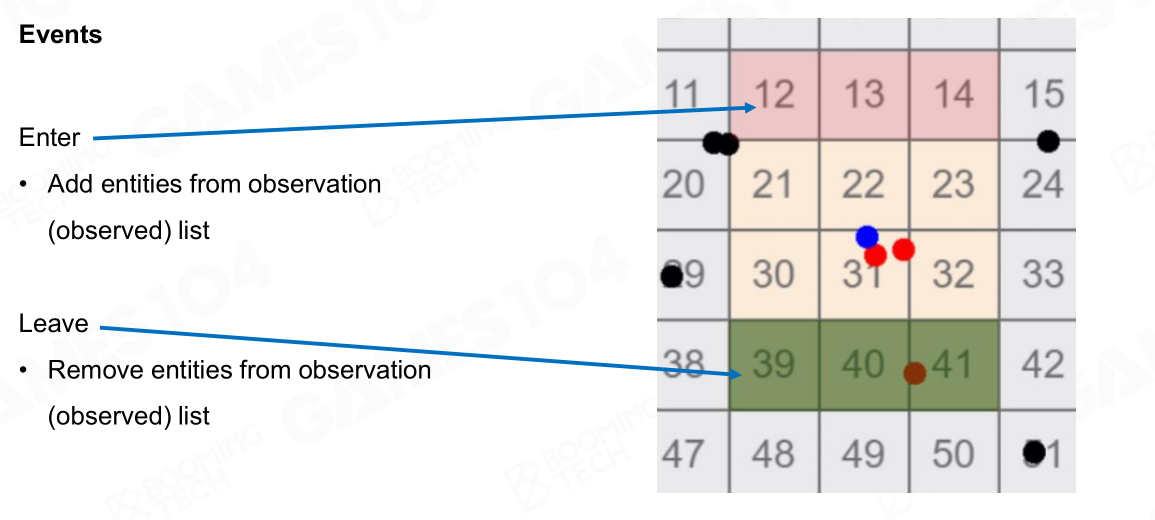 Events
Enter
• Add entities from observation
(observed) list
Leave
• Remove entities from observation
(observed) list
11 12 13 14 15
20 21 22 23 24
29 30 31 32 33
38 39 40 41 42
47 48 49 50 51
GAMES104
BOOMING
TECH